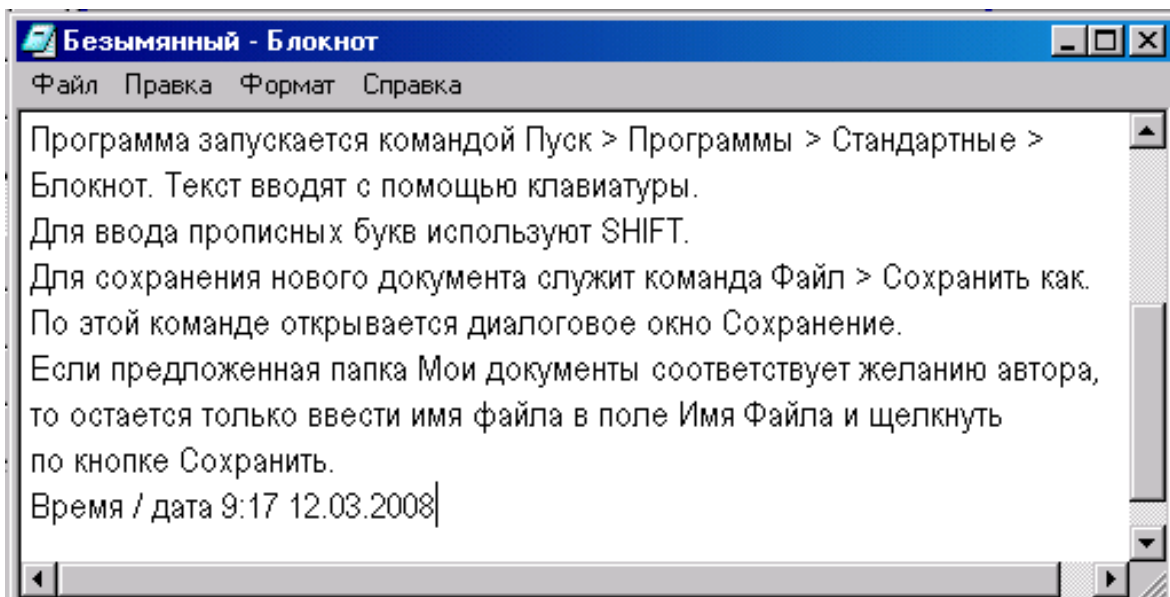 Безымянный - Блокнот
Файл Правка Формат Справка
Программа запускается командой Пуск > Программы > Стандартные >
Блокнот. Текст вводят с помощью клавиатуры.
Для ввода прописных букв используют SHIFT.
Для сохранения нового документа служит команда Файл > Сохранить как.
По этой команде открывается диалоговое окно Сохранение.
Если предложенная папка Мои документы соответствует желанию автора,
то остается только ввести имя файла в поле Имя Файла и щелкнуть
по кнопке Сохранить.
Время / дата 9:17 12.03.2008